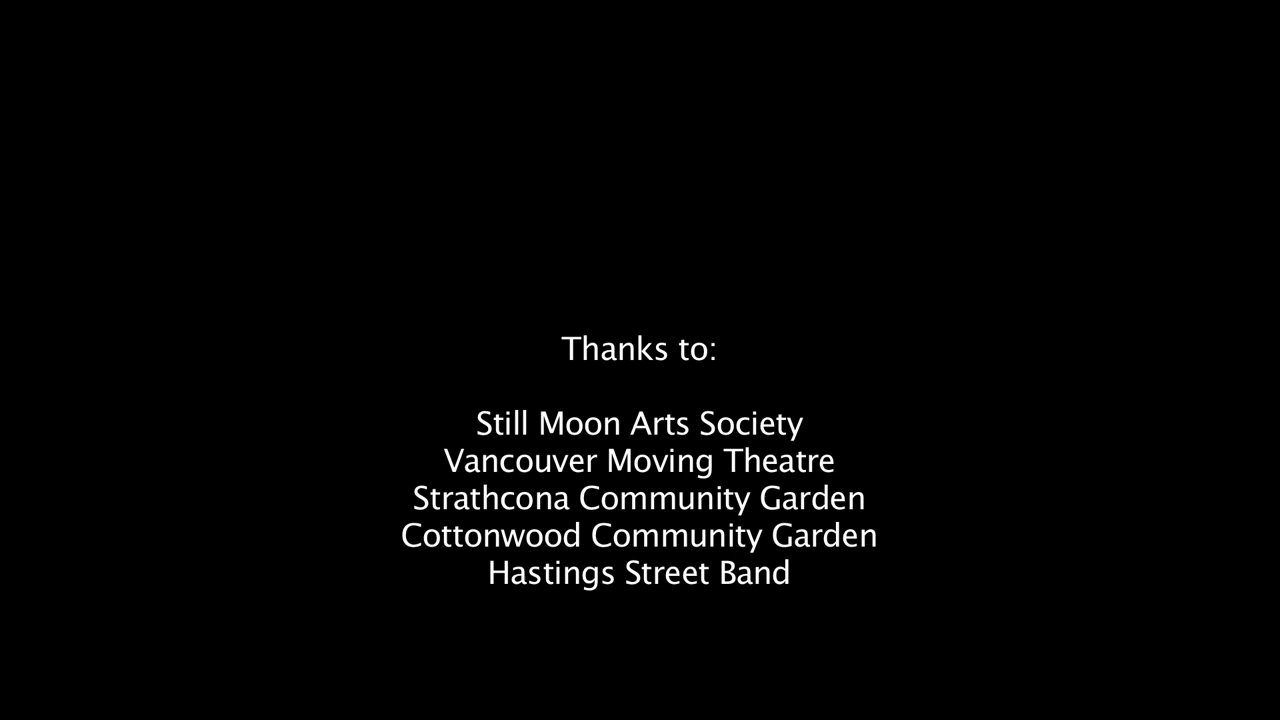 Thanks to:
Still Moon Arts Society
Vancouver Moving Theatre
Strathcona Community Garden
Cottonwood Community Garden
Hastings Street Band